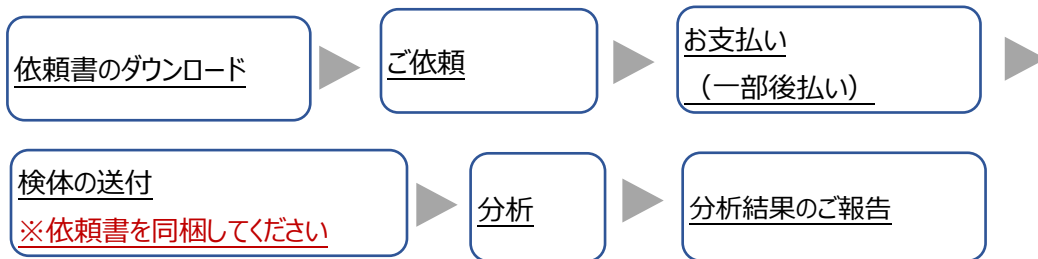 依頼書のダウンロード
ご依頼
お支払い
（一部後払い）
検体の送付
※依頼書を同梱してください
分析
分析結果のご報告